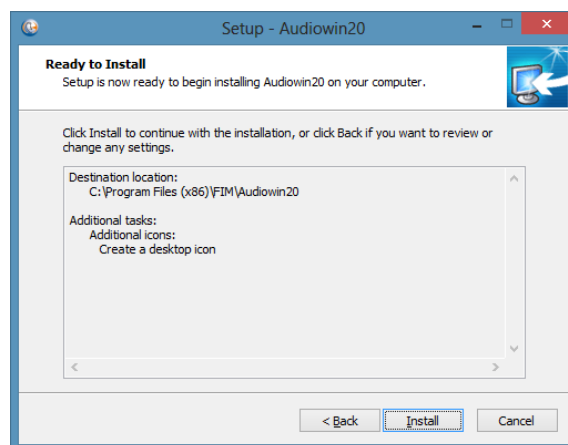 Setup - Audiowin20
Ready to Install
Setup is now ready to begin installing Audiowin20 on your computer.
Click Install to continue with the installation, or click Back if you want to review or
change any settings.
Destination location:
C:\Program Files (x86)\FIM\Audiowin20
Additional tasks:
Additional icons:
Create a desktop icon
< Back
Install
Cancel